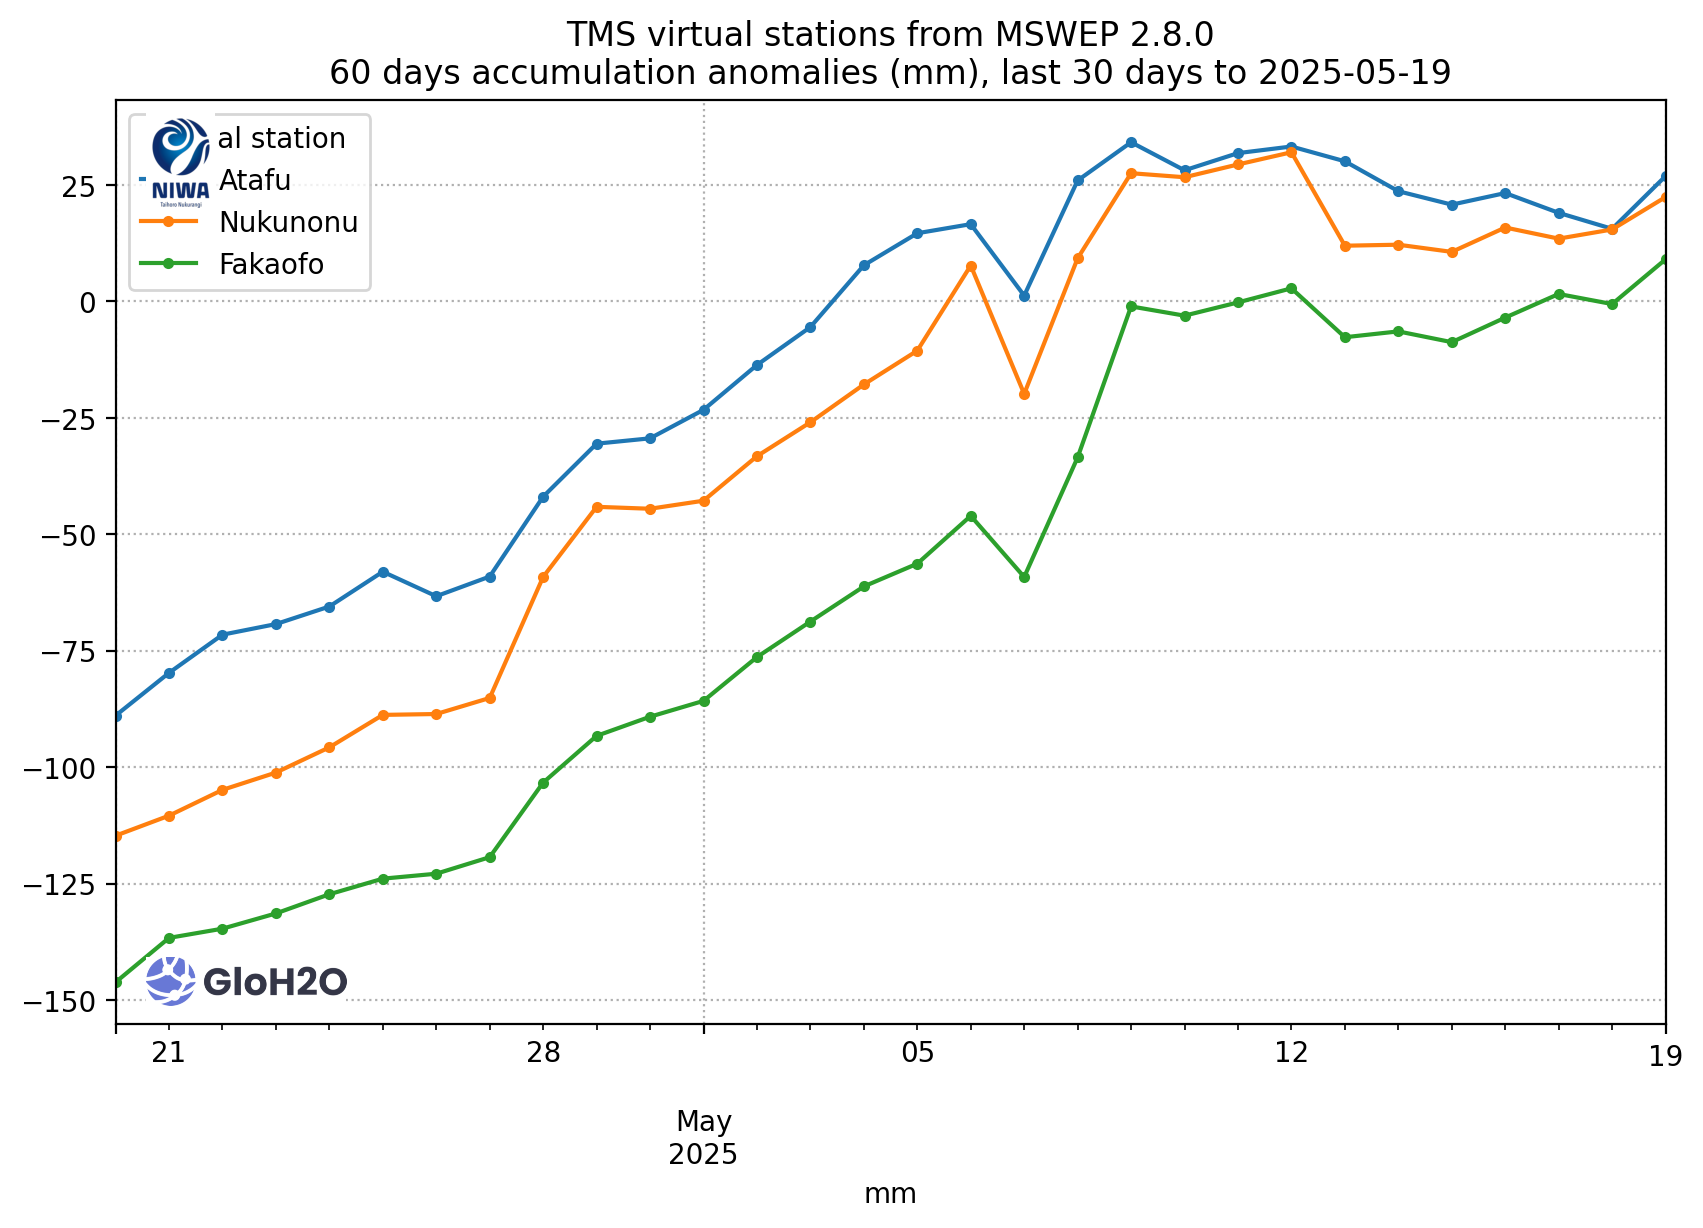 TMS virtual stations from MSWEP 2.8.0
60 days accumulation anomalies (mm), last 30 days to 2025-05-19
al station
Atafu
Nukunonu
Fakaofo
NIWA
Taihoro Nukurangi
25
0
−25
−50
−75
−100
−125
−150
GloH2O
21
28
05
12
19
May
2025
mm